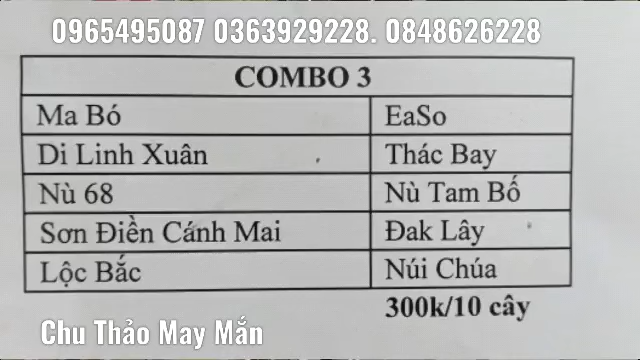 0965495087 0363929228. 0848626228
COMBO 3
Ma Bó EaSo
Di Linh Xuân Thác Bay
Nù 68 Nù Tam Bố
Sơn Điền Cánh Mai Đak Lây
Lộc Bắc Núi Chúa
300k/10 cây
Chu Thảo May Mắn